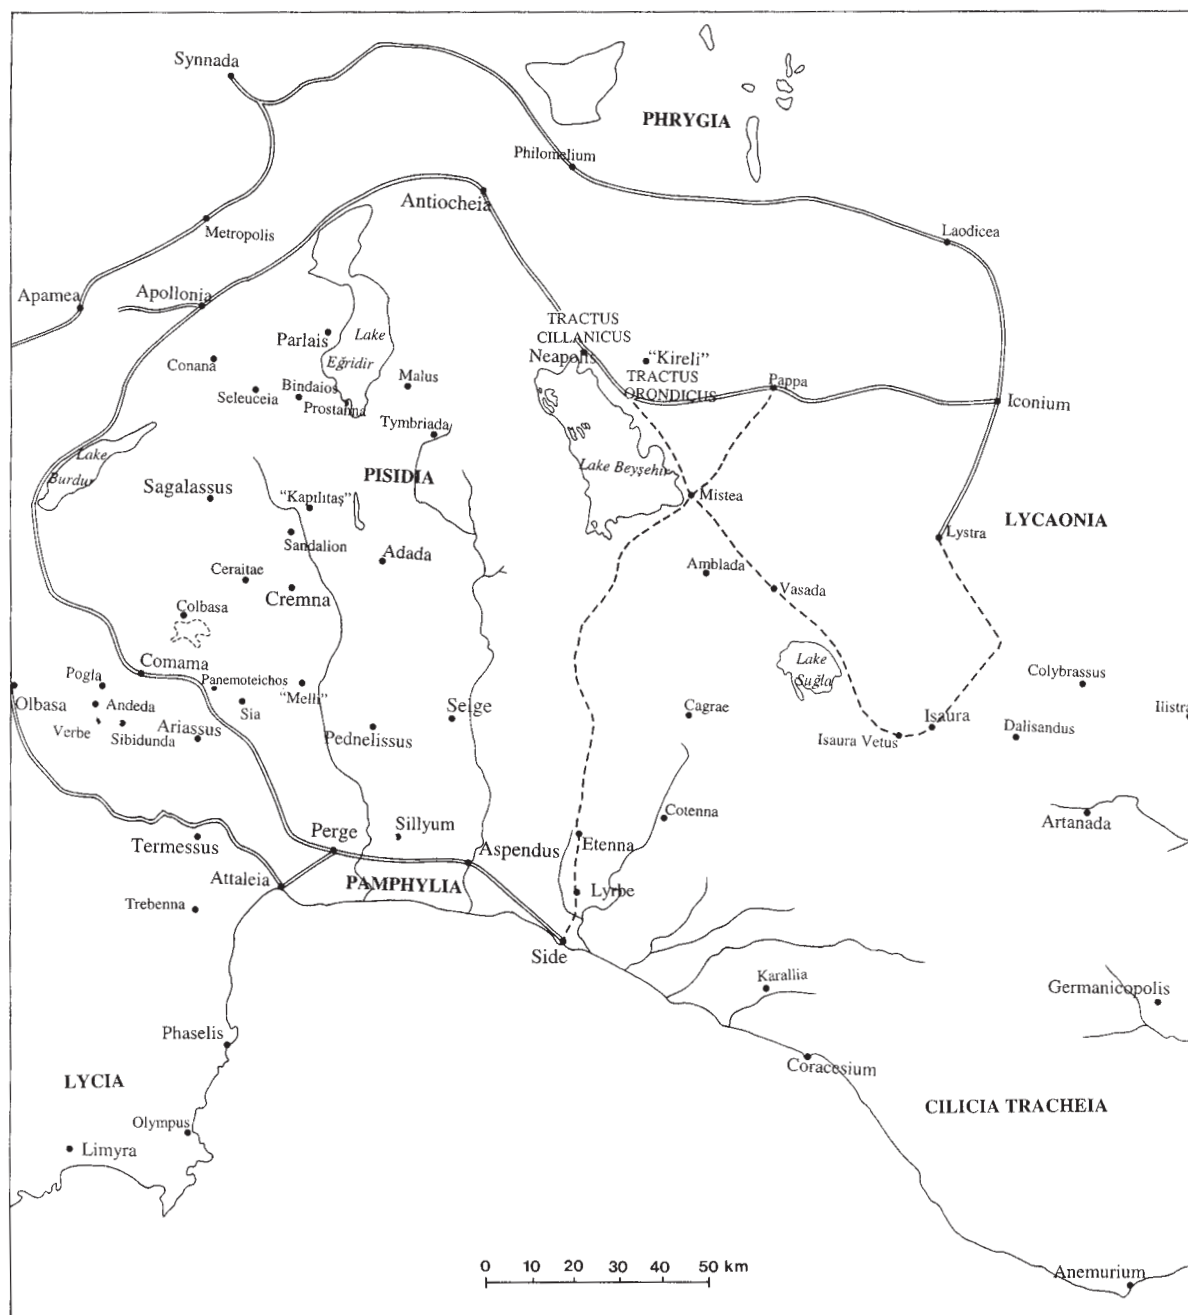 Synnada
PHRYGIA
Philomelium
Antiocheia
Metropolis
Laodicea
Apamea
Apollonia
TRACTUS
CILLANICUS
Parlais
Lake
Eğridir
Neapolis
"Kireli"
Conana
TRACTUS
ORONDICUS
Pappa
Malus
Bindaios
Seleuceia
Prostanna
Iconium
Tymbriada
Lake
Burdur
PISIDIA
Lake Beyşehir
Sagalassus
"Kapılıtaş"
Mistea
LYCAONIA
Lystra
Sandalion
Adada
Ceraitae
Amblada
Vasada
Cremna
Colbasa
Comama
Lake
Suğla
Pogla
Panemoteichos
Colybrassus
Olbasa
Andeda
Sia
"Melli"
Selge
Cagrae
Ilistra
Verbe
Sibidunda
Ariassus
Pednelissus
Isaura Vetus
Isaura
Dalisandus
Cotenna
Artanada
Termessus
Perge
Sillyum
Aspendus
Etenna
Attaleia
PAMPHYLIA
Lyrbe
Trebenna
Side
Karallia
Germanicopolis
Phaselis
Coracesium
LYCIA
CILICIA TRACHEIA
Olympus
Limyra
0 10 20 30 40 50 km
Anemurium